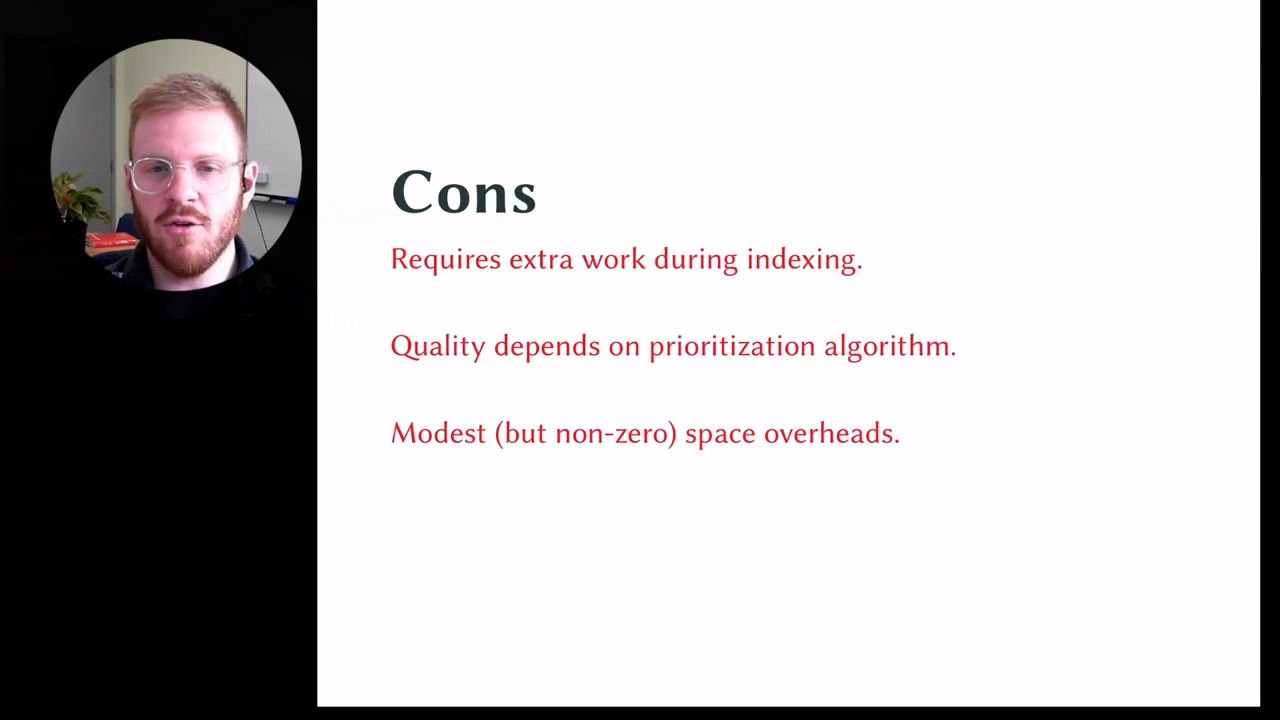 Cons
Requires extra work during indexing.
Quality depends on prioritization algorithm.
Modest (but non-zero) space overheads.